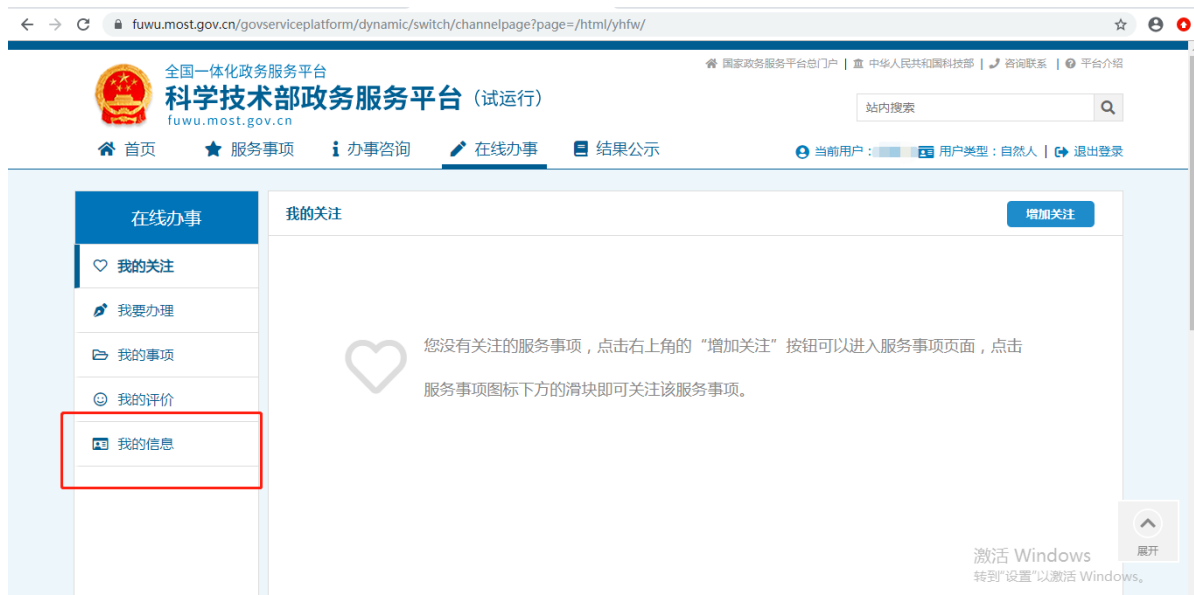 fuwu.most.gov.cn/govserviceplatform/dynamic/switch/channelpage?page=/html/yhfw/
国家政务服务平台总门户 | 中华人民共和国科技部 | 咨询联系 | 平台介绍
全国一体化政务服务平台
科学技术部政务服务平台（试运行）
fuwu.most.gov.cn
站内搜索
首页 服务事项 办事咨询 在线办事 结果公示
当前用户： 用户类型：自然人 | 退出登录
在线办事
我的关注
我要办理
我的事项
我的评价
我的信息
我的关注
增加关注
您没有关注的服务事项，点击右上角的“增加关注”按钮可以进入服务事项页面，点击
服务事项图标下方的滑块即可关注该服务事项。
展开
激活 Windows
转到"设置"以激活 Windows。